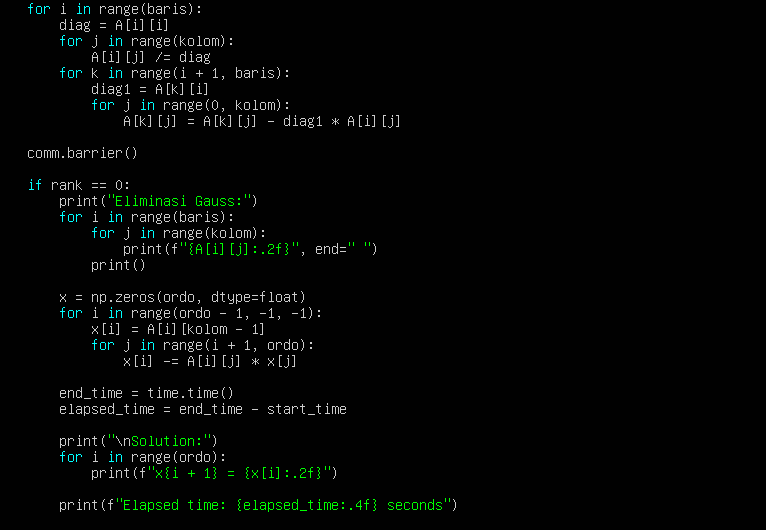 for i in range(baris):
    diag = A[i][i]
    for j in range(kolom):
        A[i][j] /= diag
    for k in range(i + 1, baris):
        diag1 = A[k][i]
        for j in range(0, kolom):
            A[k][j] = A[k][j] - diag1 * A[i][j]

comm.barrier()

if rank == 0:
    print("Eliminasi Gauss:")
    for i in range(baris):
        for j in range(kolom):
            print(f"{A[i][j]:.2f}", end=" ")
        print()

    x = np.zeros(ordo, dtype=float)
    for i in range(ordo - 1, -1, -1):
        x[i] = A[i][kolom - 1]
        for j in range(i + 1, ordo):
            x[i] -= A[i][j] * x[j]

    end_time = time.time()
    elapsed_time = end_time - start_time

    print("\nSolution:")
    for i in range(ordo):
        print(f"x{i + 1} = {x[i]:.2f}")

    print(f"Elapsed time: {elapsed_time:.4f} seconds")